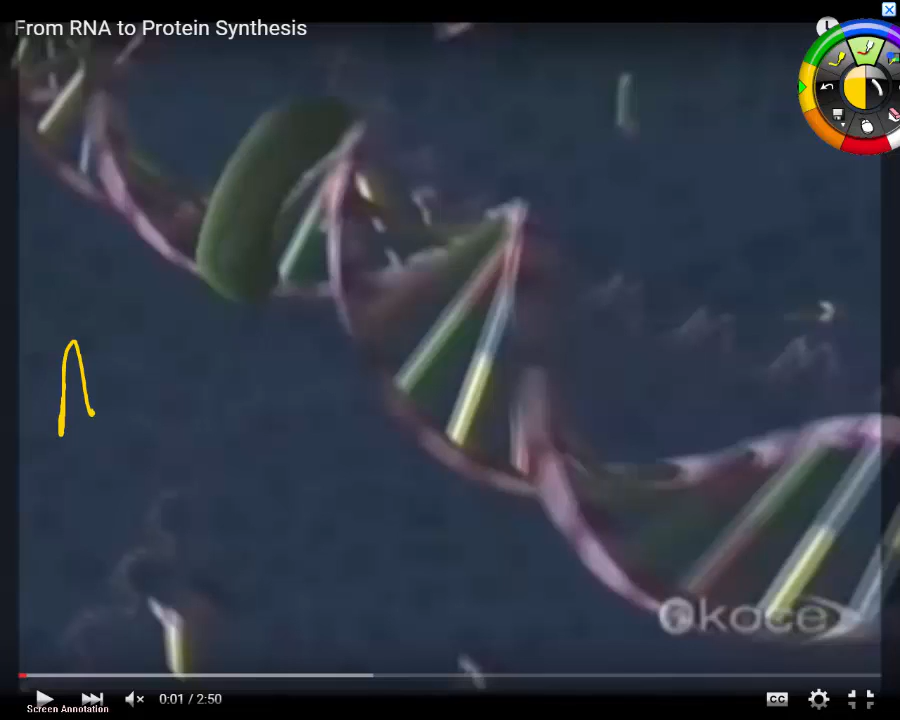 From RNA to Protein Synthesis
koce
0:01 / 2:50
CC
Screen Annotation